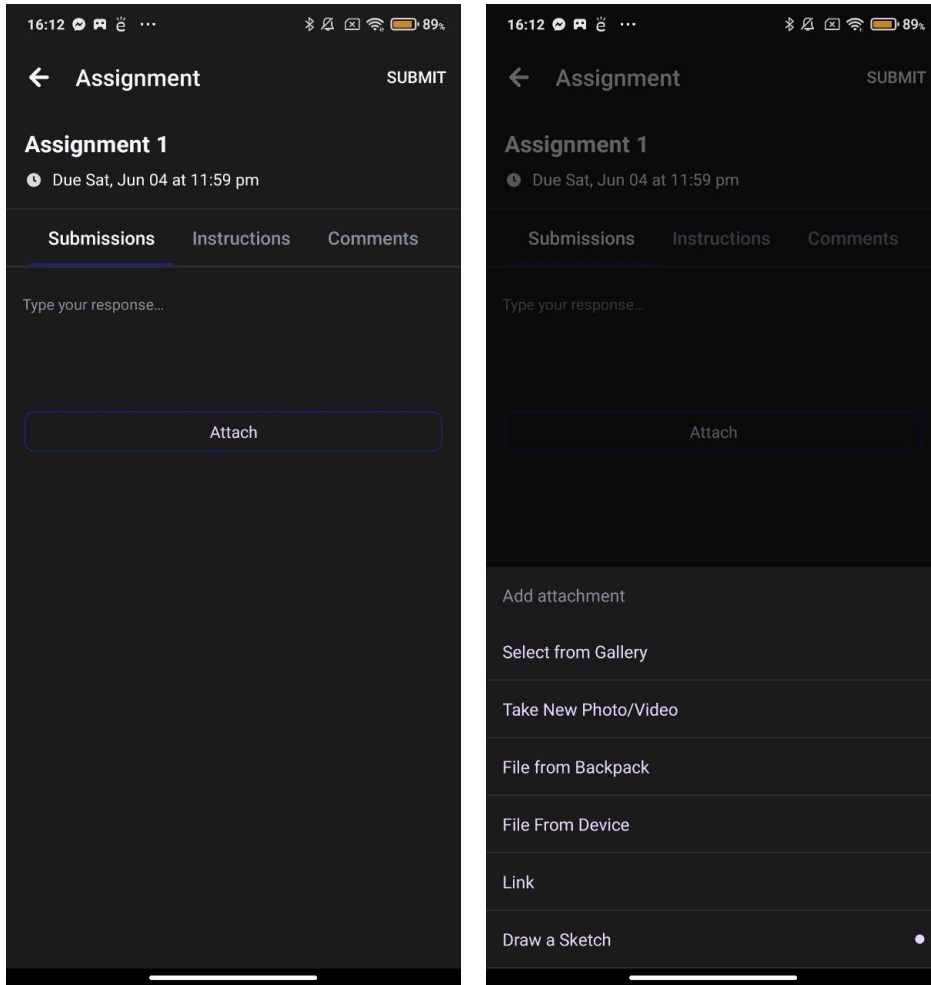 16:12 ë ... 89%
Assignment SUBMIT
Assignment 1
Due Sat, Jun 04 at 11:59 pm
Submissions Instructions Comments
Type your response...
Attach
16:12 ë ... 89%
Assignment SUBMIT
Assignment 1
Due Sat, Jun 04 at 11:59 pm
Submissions Instructions Comments
Type your response...
Attach
Add attachment
Select from Gallery
Take New Photo/Video
File from Backpack
File From Device
Link
Draw a Sketch